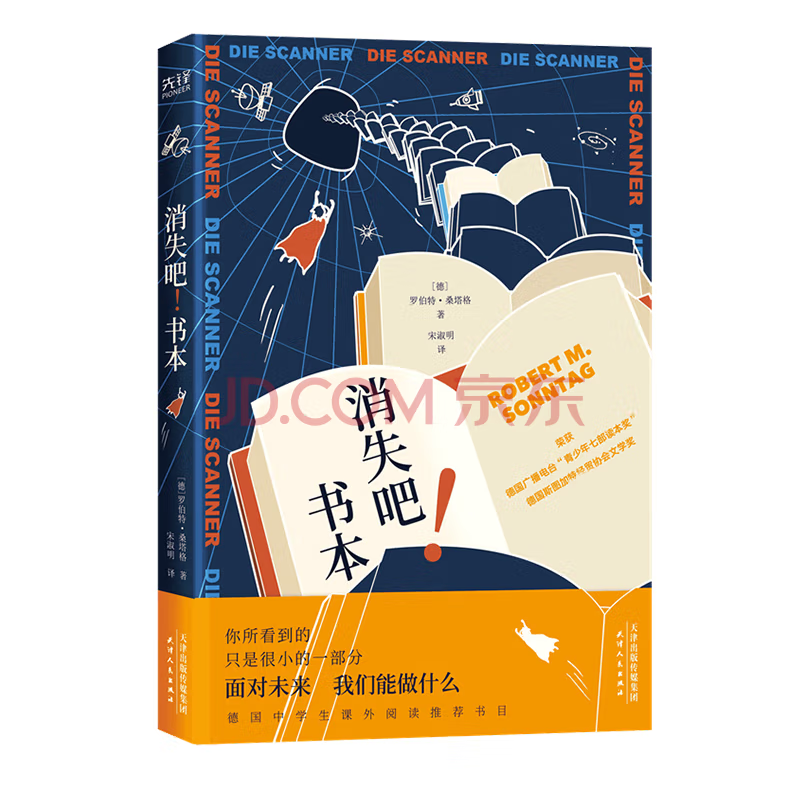 先锋
PIONEER
消失吧！书本
[德]罗伯特·桑塔格 著
宋淑明 译
天津出版传媒集团
天津人民出版社
DIE SCANNER DIE SCANNER DIE SCANNER
DIE SCANNER
DIE SCANNER
DIE SCANNER
DI
DIE SCANNER
DI
[德]
罗伯特·桑塔格
著
宋淑明
译
ROBERT M.
SONNTAG
JD.COM 京东
荣获
德国广播电台“青少年七部读本奖”
德国斯图加特 协会文学奖
消失吧！
书本
你所看到的
只是很小的一部分
面对未来 我们能做什么
德国中学生课外阅读推荐书目
天津出版传媒集团
天津人民出版社